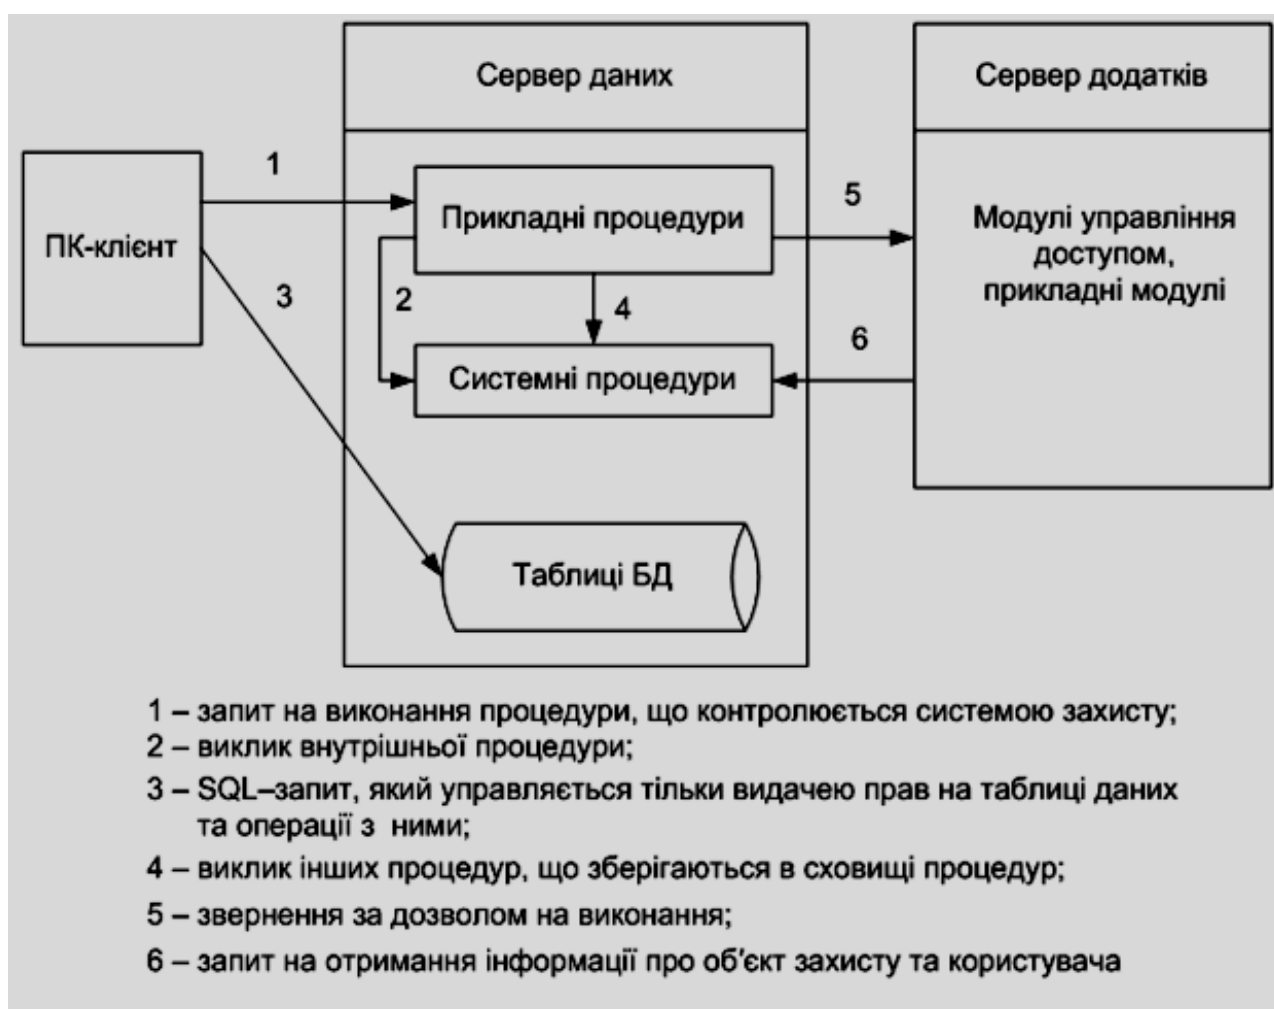 Сервер даних
Сервер додатків
ПК-клієнт
1
Прикладні процедури
5
Модулі управління
доступом,
прикладні модулі
3
2
4
6
Системні процедури
Таблиці БД
1 – запит на виконання процедури, що контролюється системою захисту;
2 – виклик внутрішньої процедури;
3 – SQL–запит, який управляється тільки видачею прав на таблиці даних
та операції з ними;
4 – виклик інших процедур, що зберігаються в сховищі процедур;
5 – звернення за дозволом на виконання;
6 – запит на отримання інформації про об'єкт захисту та користувача